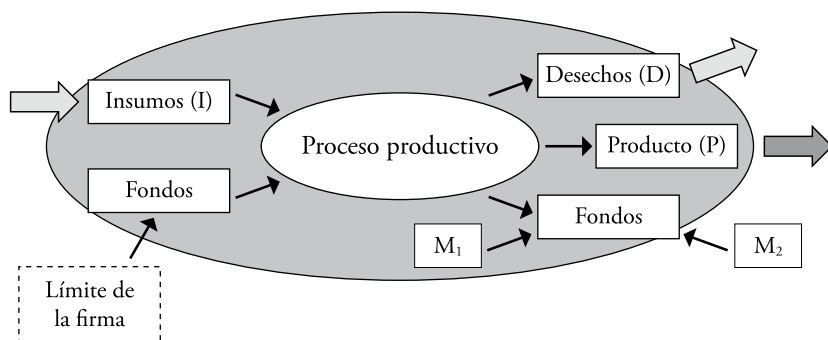 Insumos (I)
Fondos
Límite de
la firma
Proceso productivo
Desechos (D)
Producto (P)
Fondos
M₁
M₂